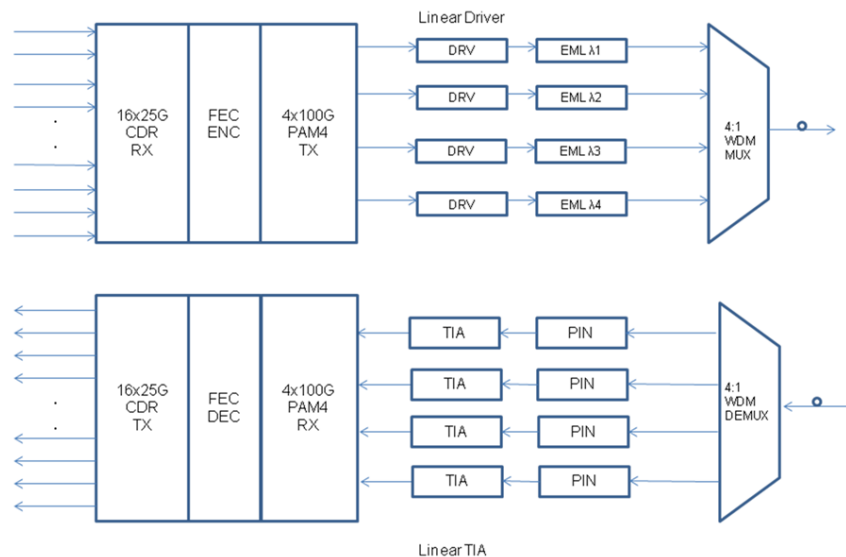 Linear Driver
16x25G
CDR
RX
FEC
ENC
4x100G
PAM4
TX
DRV
EML λ1
DRV
EML λ2
DRV
EML λ3
DRV
EML λ4
4:1
WDM
MUX
16x25G
CDR
TX
FEC
DEC
4x100G
PAM4
RX
TIA
PIN
TIA
PIN
TIA
PIN
TIA
PIN
4:1
WDM
DEMUX
Linear TIA